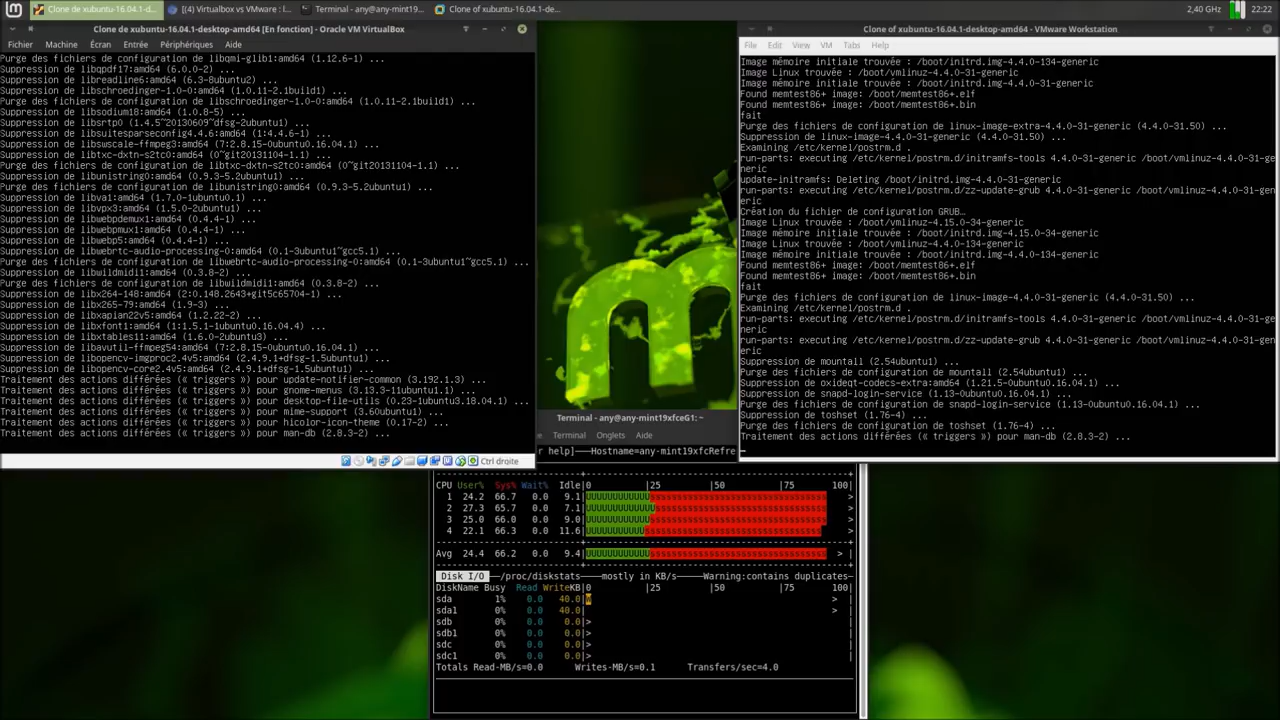 Clone de xubuntu-16.04.1-d...
[(4) Virtualbox vs VMware : l...
Terminal - any@any-mint19...
Clone of xubuntu-16.04.1-de...
2,40 GHz
22:22
Clone de xubuntu-16.04.1-desktop-amd64 [En fonction] - Oracle VM VirtualBox
Fichier Machine Écran Entrée Périphériques Aide
Purge des fichiers de configuration de libqmi-glib1:amd64 (1.12.6-1) ...
Suppression de libqpdf17:amd64 (6.0.0-2) ...
Suppression de libreadline6:amd64 (6.3-8ubuntu2) ...
Suppression de libschroedinger-1.0-0:amd64 (1.0.11-2.1build1) ...
Purge des fichiers de configuration de libschroedinger-1.0-0:amd64 (1.0.11-2.1build1) ...
Suppression de libsodium18:amd64 (1.0.8-5) ...
Suppression de libsrtp0 (1.4.5~20130609~dfsg-2ubuntu1) ...
Suppression de libsuitesparseconfig4.4.6:amd64 (1:4.4.6-1) ...
Suppression de libswscale-ffmpeg3:amd64 (7:2.8.15-0ubuntu0.16.04.1) ...
Suppression de libtxc-dxtn-s2tc0:amd64 (0~git20131104-1.1) ...
Purge des fichiers de configuration de libtxc-dxtn-s2tc0:amd64 (0~git20131104-1.1) ...
Suppression de libunistring0:amd64 (0.9.3-5.2ubuntu1) ...
Purge des fichiers de configuration de libunistring0:amd64 (0.9.3-5.2ubuntu1) ...
Suppression de libva1:amd64 (1.7.0-1ubuntu0.1) ...
Suppression de libvpx3:amd64 (1.5.0-2ubuntu1) ...
Suppression de libwebpdemux1:amd64 (0.4.4-1) ...
Suppression de libwebpmux1:amd64 (0.4.4-1) ...
Suppression de libwebp5:amd64 (0.4.4-1) ...
Suppression de libwebrtc-audio-processing-0:amd64 (0.1-3ubuntu1~gcc5.1) ...
Purge des fichiers de configuration de libwebrtc-audio-processing-0:amd64 (0.1-3ubuntu1~gcc5.1) ...
Suppression de libwildmidi1:amd64 (0.3.8-2) ...
Purge des fichiers de configuration de libwildmidi1:amd64 (0.3.8-2) ...
Suppression de libx264-148:amd64 (2:0.148.2643+git5c65704-1) ...
Suppression de libx265-79:amd64 (1.9-3) ...
Suppression de libxapian22v5:amd64 (1.2.22-2) ...
Suppression de libxfont1:amd64 (1:1.5.1-1ubuntu0.16.04.4) ...
Suppression de libxtables11:amd64 (1.6.0-2ubuntu3) ...
Suppression de libavutil-ffmpeg54:amd64 (7:2.8.15-0ubuntu0.16.04.1) ...
Suppression de libopencv-imgproc2.4v5:amd64 (2.4.9.1+dfsg-1.5ubuntu1) ...
Suppression de libopencv-core2.4v5:amd64 (2.4.9.1+dfsg-1.5ubuntu1) ...
Traitement des actions différées (« triggers ») pour update-notifier-common (3.192.1.3) ...
Traitement des actions différées (« triggers ») pour gnome-menus (3.13.3-11ubuntu1.1) ...
Traitement des actions différées (« triggers ») pour desktop-file-utils (0.23-1ubuntu3.18.04.1) ...
Traitement des actions différées (« triggers ») pour mime-support (3.60ubuntu1) ...
Traitement des actions différées (« triggers ») pour hicolor-icon-theme (0.17-2) ...
Traitement des actions différées (« triggers ») pour man-db (2.8.3-2) ...
Ctrl droite
Clone of xubuntu-16.04.1-desktop-amd64 - VMware Workstation
File Edit View VM Tabs Help
Image mémoire initiale trouvée : /boot/initrd.img-4.4.0-134-generic
Image Linux trouvée : /boot/vmlinuz-4.4.0-31-generic
Image mémoire initiale trouvée : /boot/initrd.img-4.4.0-31-generic
Found memtest86+ image: /boot/memtest86+.elf
Found memtest86+ image: /boot/memtest86+.bin
fait
Purge des fichiers de configuration de linux-image-extra-4.4.0-31-generic (4.4.0-31.50) ...
Suppression de linux-image-4.4.0-31-generic (4.4.0-31.50) ...
Examining /etc/kernel/postrm.d .
run-parts: executing /etc/kernel/postrm.d/initramfs-tools 4.4.0-31-generic /boot/vmlinuz-4.4.0-31-ge
neric
update-initramfs: Deleting /boot/initrd.img-4.4.0-31-generic
run-parts: executing /etc/kernel/postrm.d/zz-update-grub 4.4.0-31-generic /boot/vmlinuz-4.4.0-31-gen
eric
Création du fichier de configuration GRUB…
Image Linux trouvée : /boot/vmlinuz-4.15.0-34-generic
Image mémoire initiale trouvée : /boot/initrd.img-4.15.0-34-generic
Image Linux trouvée : /boot/vmlinuz-4.4.0-134-generic
Image mémoire initiale trouvée : /boot/initrd.img-4.4.0-134-generic
Found memtest86+ image: /boot/memtest86+.elf
Found memtest86+ image: /boot/memtest86+.bin
fait
Purge des fichiers de configuration de linux-image-4.4.0-31-generic (4.4.0-31.50) ...
Examining /etc/kernel/postrm.d .
run-parts: executing /etc/kernel/postrm.d/initramfs-tools 4.4.0-31-generic /boot/vmlinuz-4.4.0-31-ge
neric
run-parts: executing /etc/kernel/postrm.d/zz-update-grub 4.4.0-31-generic /boot/vmlinuz-4.4.0-31-gen
eric
Suppression de mountall (2.54ubuntu1) ...
Purge des fichiers de configuration de mountall (2.54ubuntu1) ...
Suppression de oxideqt-codecs-extra:amd64 (1.21.5-0ubuntu0.16.04.1) ...
Suppression de snapd-login-service (1.13-0ubuntu0.16.04.1) ...
Purge des fichiers de configuration de snapd-login-service (1.13-0ubuntu0.16.04.1) ...
Suppression de toshset (1.76-4) ...
Purge des fichiers de configuration de toshset (1.76-4) ...
Traitement des actions différées (« triggers ») pour man-db (2.8.3-2) ...
Terminal - any@any-mint19xfceG1: ~
Terminal Onglets Aide
r help]───Hostname=any-mint19xfcRefre
CPU User% Sys% Wait% Idle|0 |25 |50 |75 100|
1 24.2 66.7 0.0 9.1
2 27.3 65.7 0.0 7.1
3 25.0 66.0 0.0 9.0
4 22.1 66.3 0.0 11.6
Avg 24.4 66.2 0.0 9.4
Disk I/O ──/proc/diskstats────mostly in KB/s─────Warning:contains duplicates
DiskName Busy Read WriteKB|0 |25 |50 |75 100|
sda 1% 0.0 40.0
sda1 0% 0.0 40.0
sdb 0% 0.0 0.0|>
sdb1 0% 0.0 0.0|>
sdc 0% 0.0 0.0|>
sdc1 0% 0.0 0.0|>
Totals Read-MB/s=0.0 Writes-MB/s=0.1 Transfers/sec=4.0